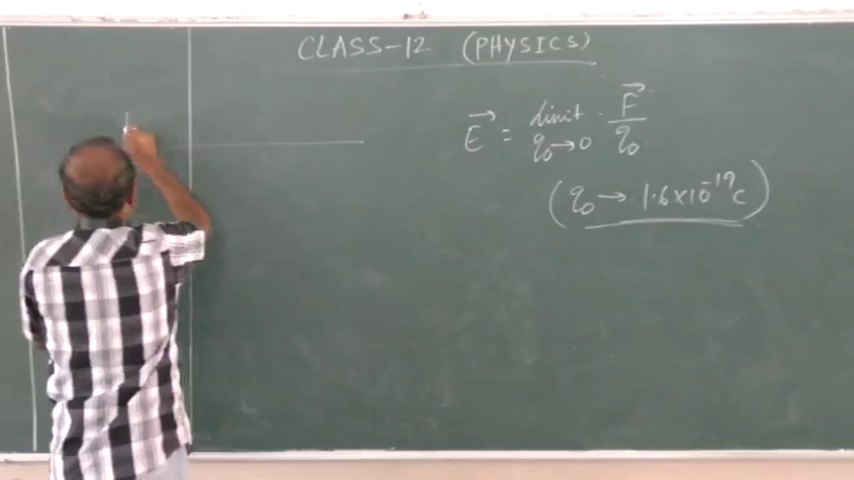 CLASS-12 (PHYSICS)
E⃗ = limit q₀→0 F⃗/q₀
(q₀ → 1.6×10⁻¹⁹c)